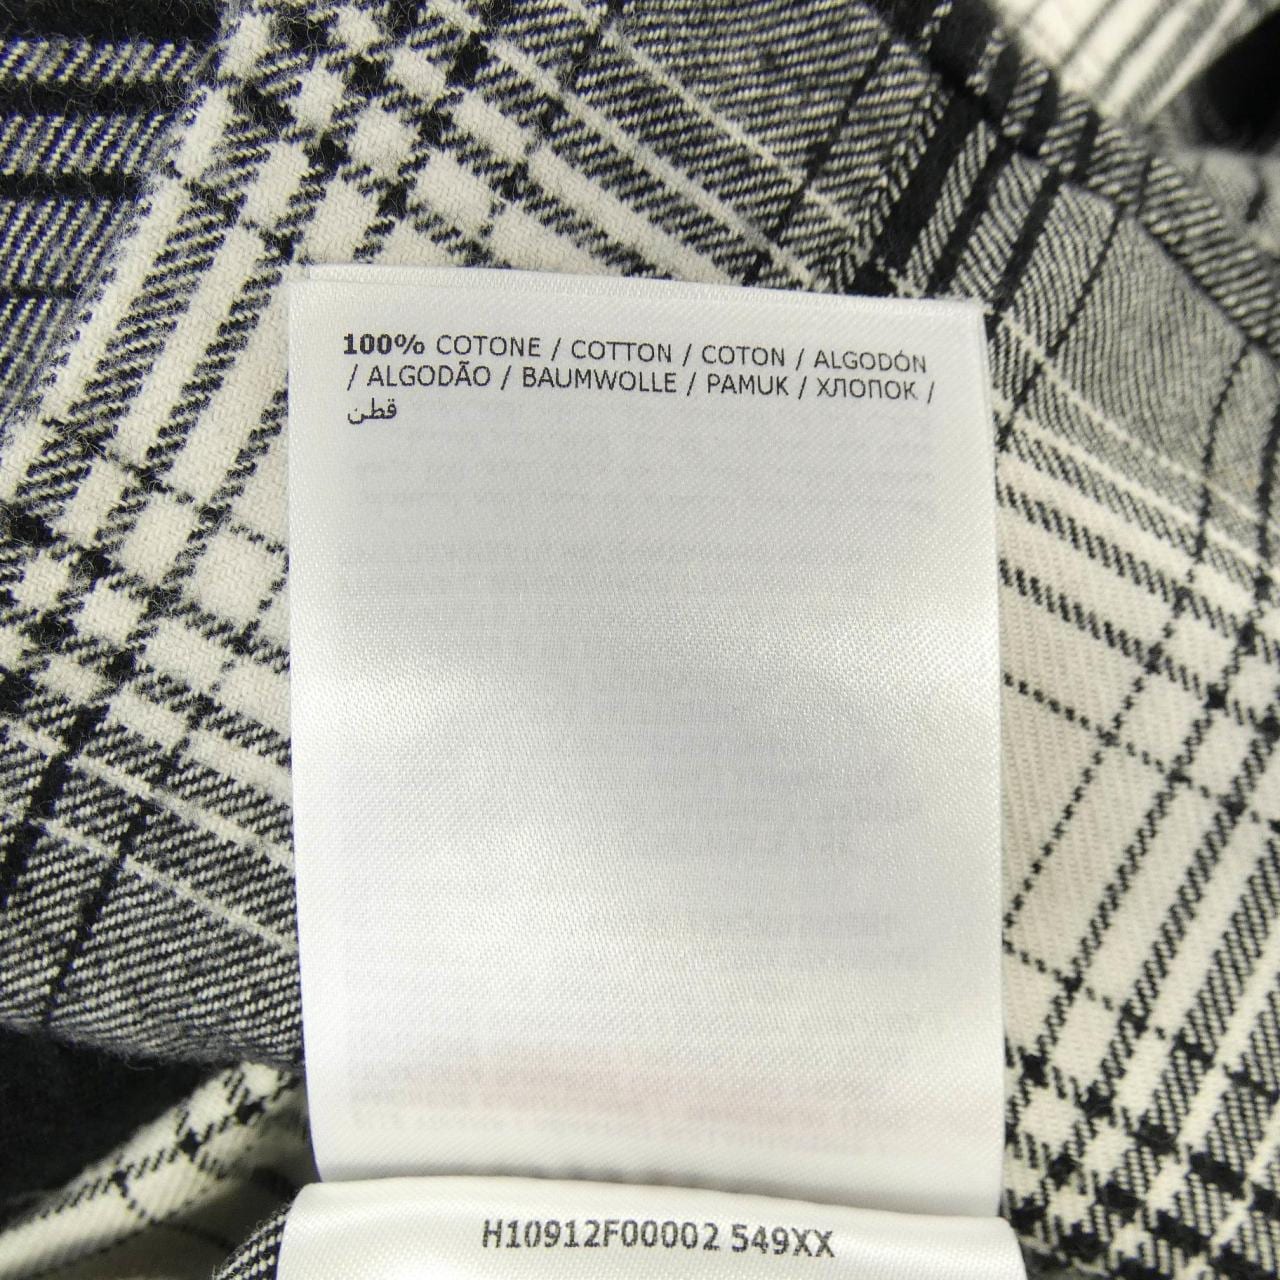 100% COTONE / COTTON / COTON / ALGODÓN
/ ALGODÃO / BAUMWOLLE / PAMUK / ХЛОПОК /
قطن
H10912F00002 549XX